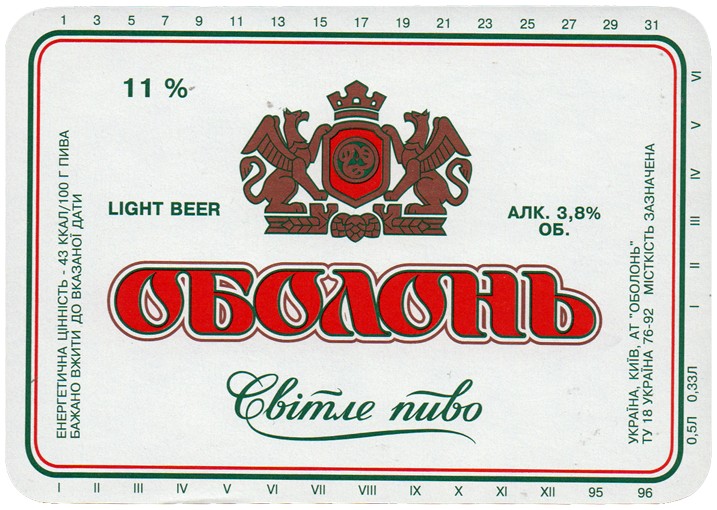 1 3 5 7 9 11 13 15 17 19 21 23 25 27 29 31
11 %
LIGHT BEER
АЛК. 3,8%
ОБ.
ОБОЛОНЬ
Світле пиво
ЕНЕРГЕТИЧНА ЦІННІСТЬ - 43 ККАЛ/100 Г ПИВА
БАЖАНО ВЖИТИ ДО ВКАЗАНОЇ ДАТИ
УКРАЇНА, КИЇВ, АТ "ОБОЛОНЬ"
ТУ 18 УКРАЇНА 76-92 МІСТКІСТЬ ЗАЗНАЧЕНА
0,5Л 0,33Л I II III IV V VI
I II III IV V VI VII VIII IX X XI XII 95 96